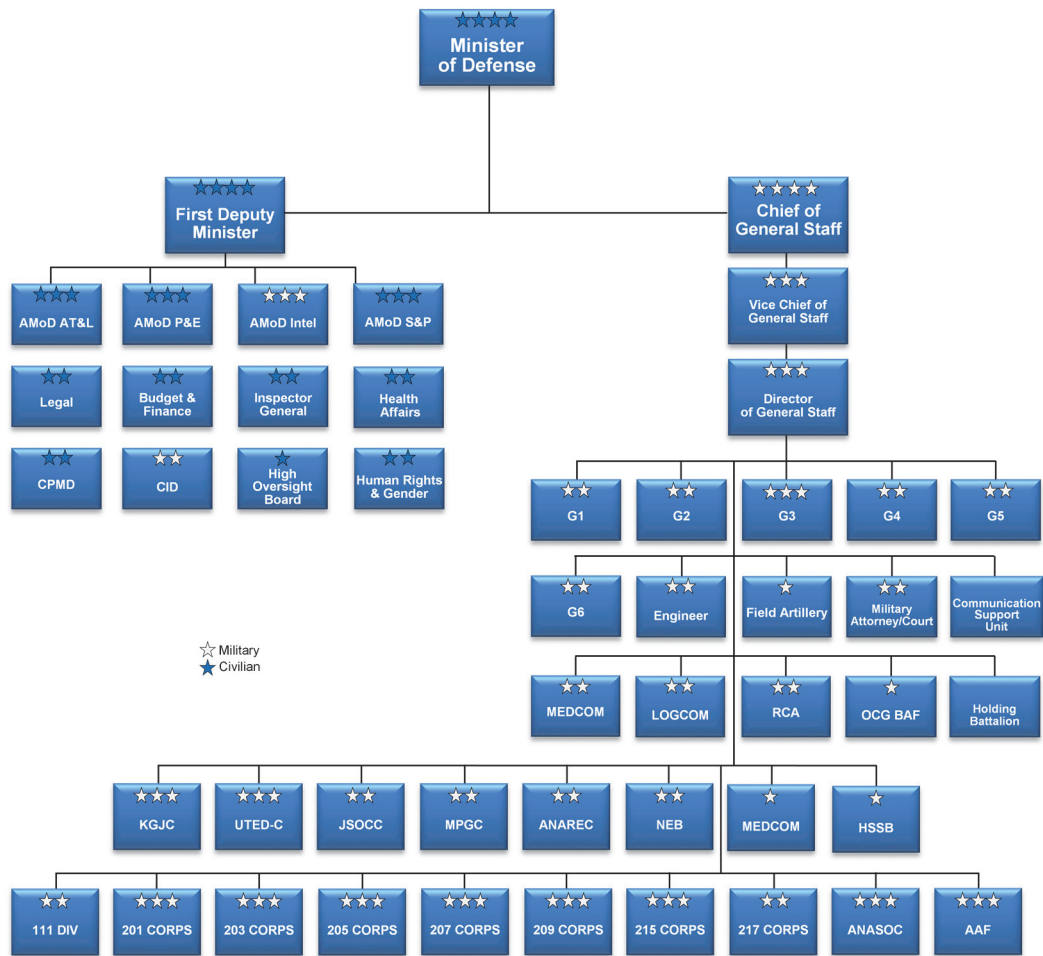 Minister
of Defense
First Deputy
Minister
Chief of
General Staff
Vice Chief of
General Staff
Director
of General Staff
AMoD AT&L
AMoD P&E
AMoD Intel
AMoD S&P
Legal
Budget &
Finance
Inspector
General
Health
Affairs
CPMD
CID
High
Oversight
Board
Human Rights
& Gender
G1
G2
G3
G4
G5
G6
Engineer
Field Artillery
Military
Attorney/Court
Communication
Support
Unit
Military
Civilian
MEDCOM
LOGCOM
RCA
OCG BAF
Holding
Battalion
KGJC
UTED-C
JSOCC
MPGC
ANAREC
NEB
MEDCOM
HSSB
111 DIV
201 CORPS
203 CORPS
205 CORPS
207 CORPS
209 CORPS
215 CORPS
217 CORPS
ANASOC
AAF